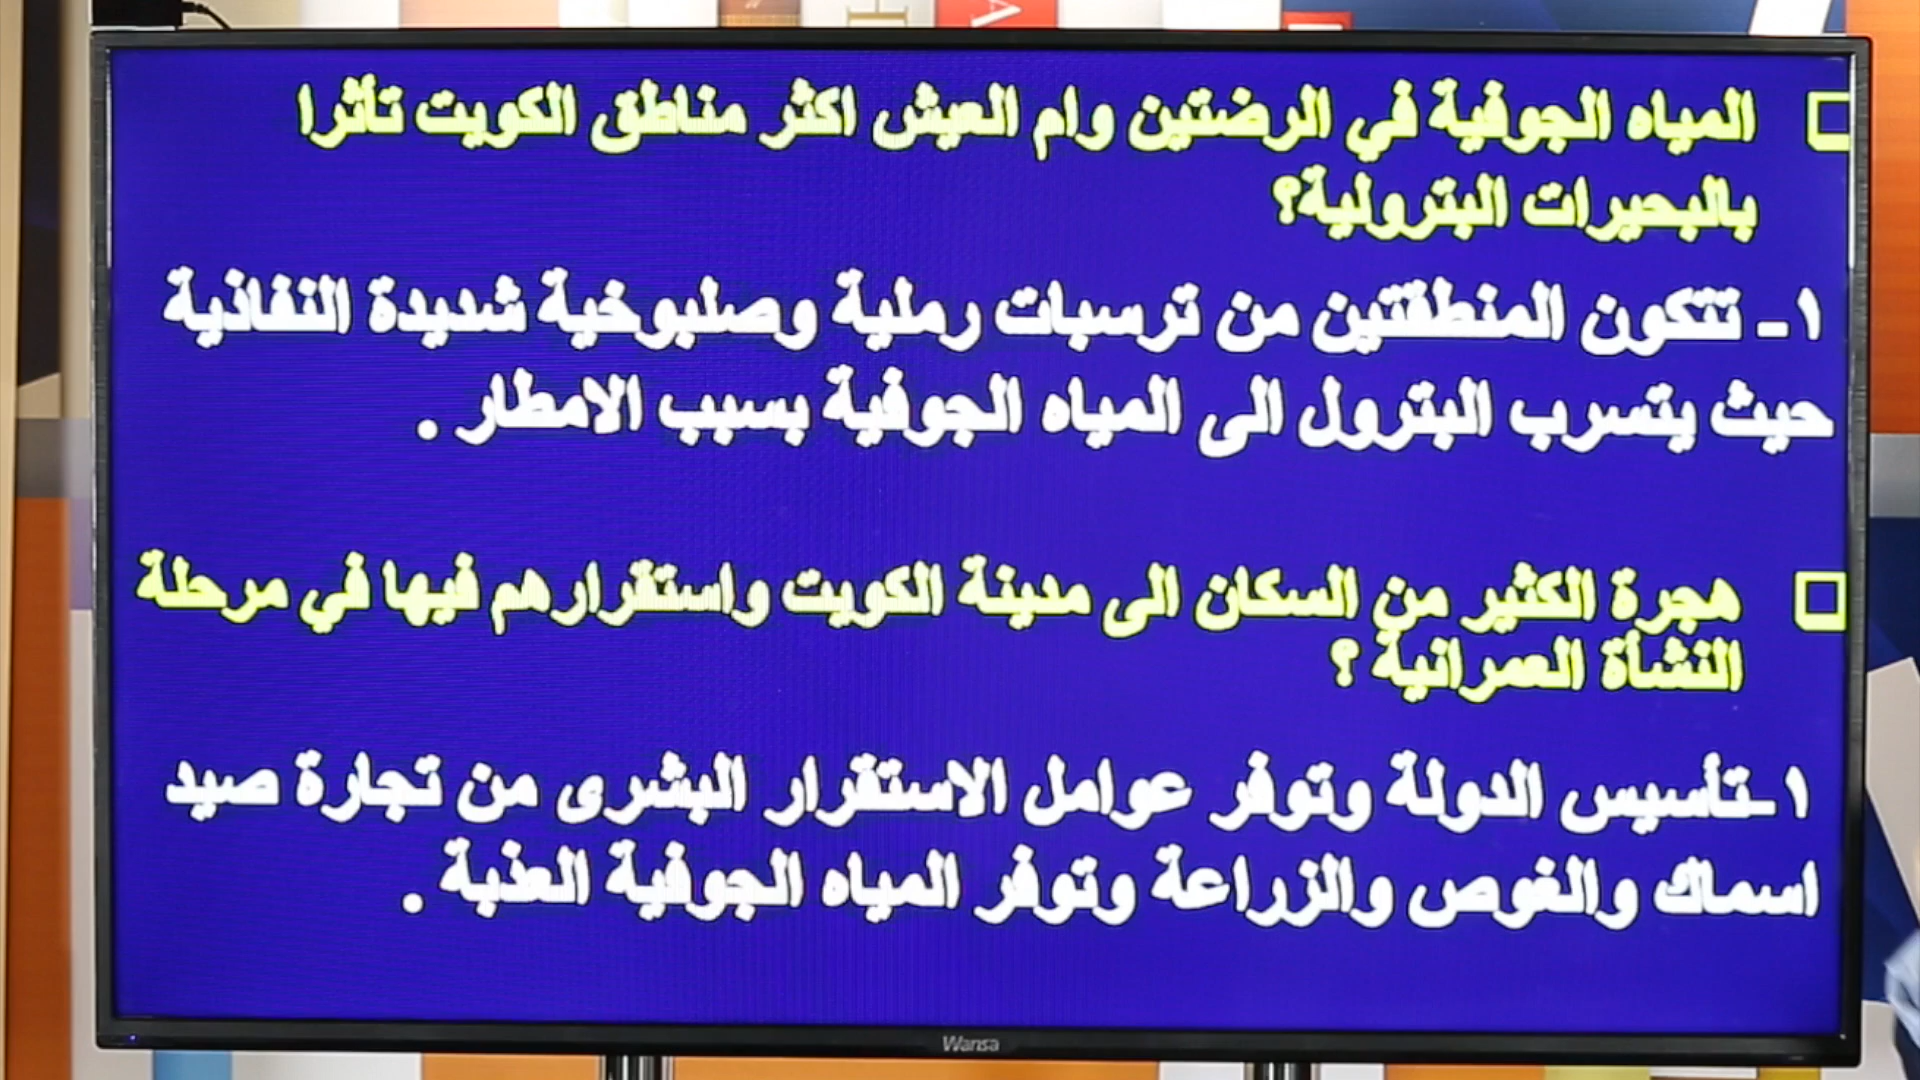 المياه الجوفية في الرضتين وام العيش اكثر مناطق الكويت تأثرا
بالبحيرات البترولية؟
١- تتكون المنطقتين من ترسبات رملية وصلبوخية شديدة النفاذية
حيث يتسرب البترول الى المياه الجوفية بسبب الامطار .
هجرة الكثير من السكان الى مدينة الكويت واستقرارهم فيها في مرحلة
النشأة العمرانية ؟
١-تأسيس الدولة وتوفر عوامل الاستقرار البشرى من تجارة صيد
اسماك والغوص والزراعة وتوفر المياه الجوفية العذبة .
Wansa